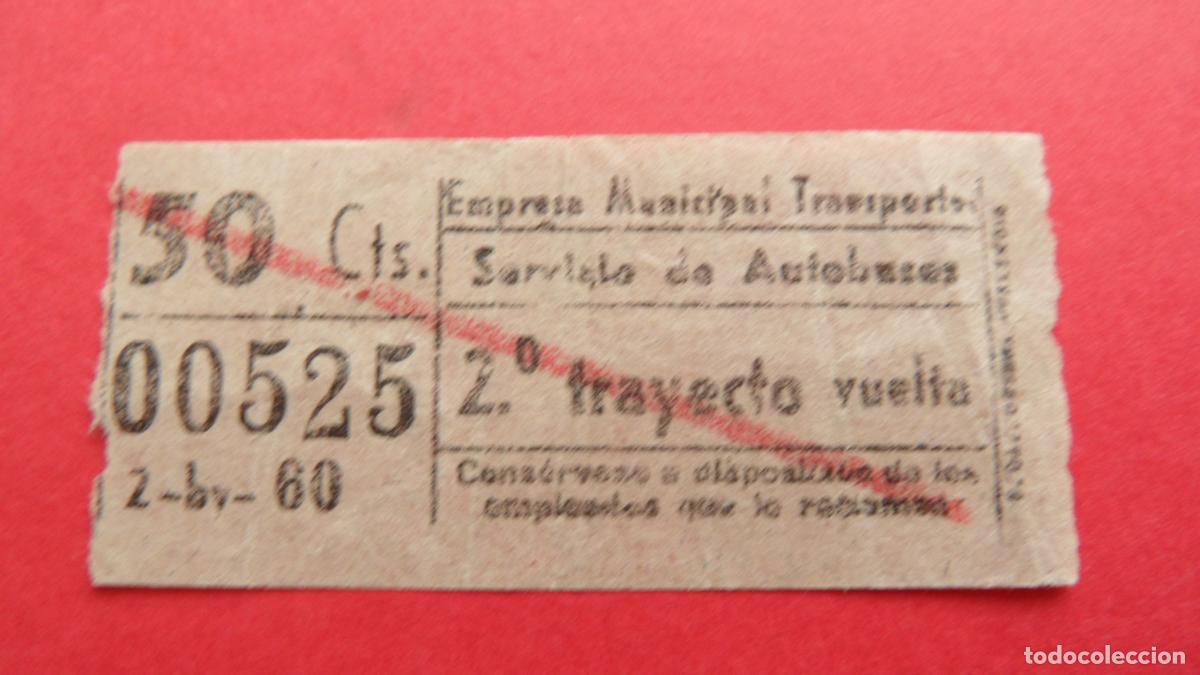 50 Cts.
00525
2-bv- 60
Empresa Municipal Transportes
Servicio de Autobuses
2.º trayecto vuelta
Consérvese a disposición de los
empleados que lo reclamen
todocoleccion